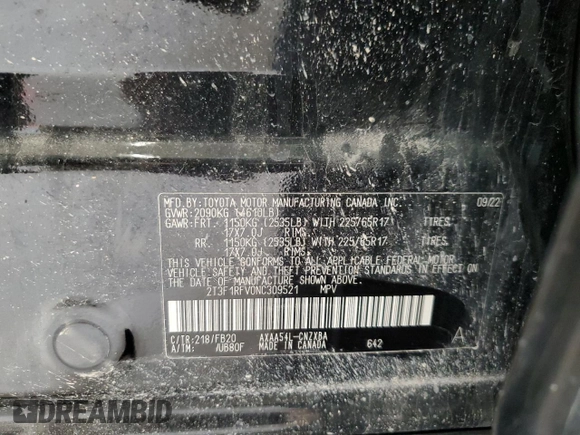 MFD. BY: TOYOTA MOTOR MANUFACTURING CANADA INC. 09/22
GVWR: 2090KG (4610LB)
GAWR: FRT. 1150KG (2535LB) WITH 225/65R17 TIRES.
17X7.0J RIMS.
RR. 1150KG (2535LB) WITH 225/65R17 TIRES.
17X7.0J RIMS.
THIS VEHICLE CONFORMS TO ALL APPLICABLE FEDERAL MOTOR
VEHICLE SAFETY AND BUMPER STANDARDS IN EFFECT ON
THE DATE OF MANUFACTURE SHOWN ABOVE.
2T3F1RFV0NC309521 MPV
C/TR: 218/FB20 AXAA54L-CNZXBA
A/TM: /UB80F MADE IN CANADA 642 A
DREAMBID